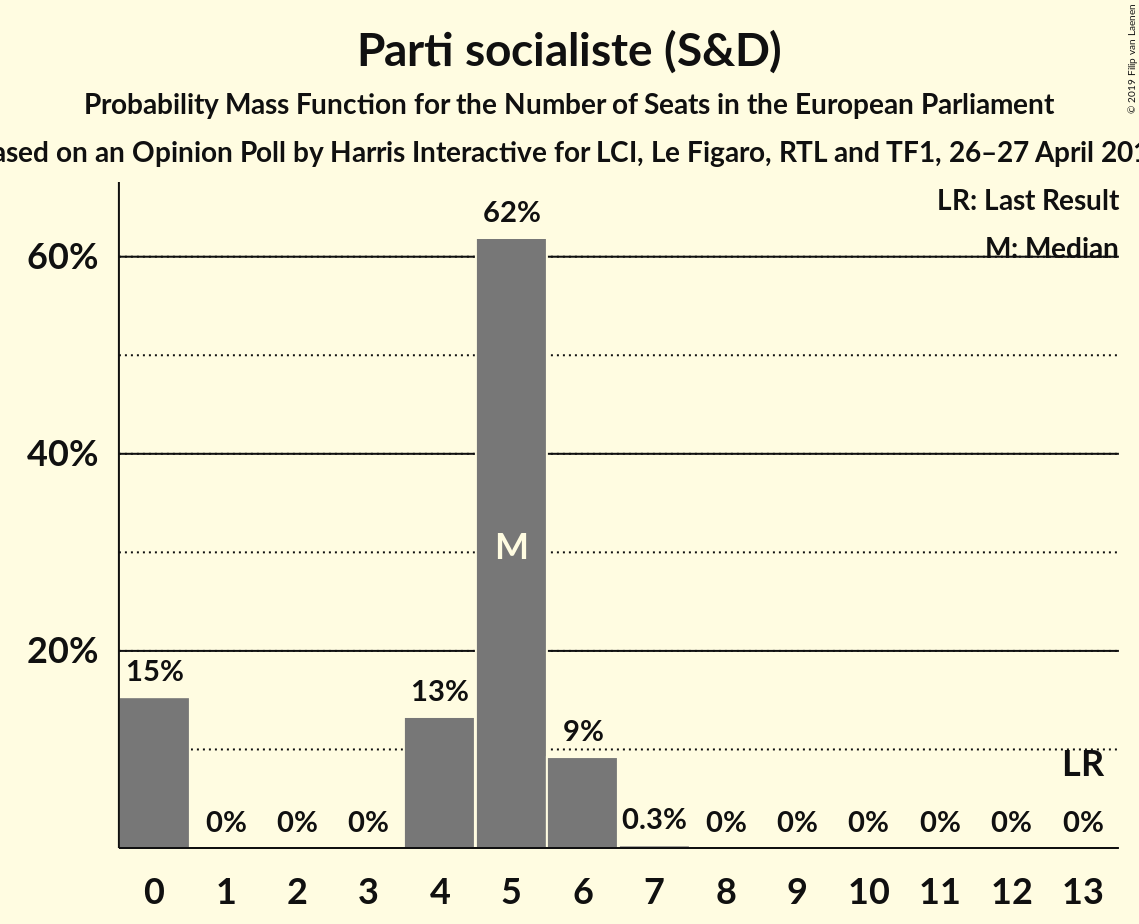 Parti socialiste (S&D)
Probability Mass Function for the Number of Seats in the European Parliament
on an Opinion Poll by Harris Interactive for LCI, Le Figaro, RTL and TF1, 26–27 April
© 2019 Filip van Laenen
LR: Last Result
M: Median
62%
60%
40%
M
20%
15%
13%
9%
LR
0% 0% 0% 0.3% 0% 0% 0% 0% 0% 0%
0 1 2 3 4 5 6 7 8 9 10 11 12 13